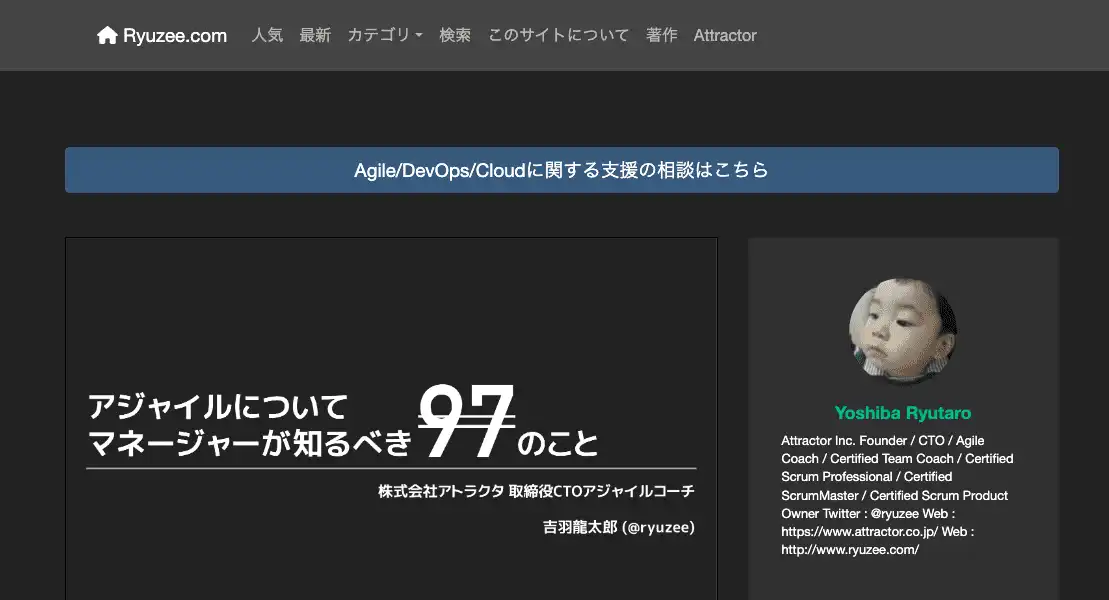 Ryuzee.com 人気 最新 カテゴリ 検索 このサイトについて 著作 Attractor
Agile/DevOps/Cloudに関する支援の相談はこちら
アジャイルについて
マネージャーが知るべき97のこと
株式会社アトラクタ 取締役CTOアジャイルコーチ
吉羽龍太郎 (@ryuzee)
Yoshiba Ryutaro
Attractor Inc. Founder / CTO / Agile
Coach / Certified Team Coach / Certified
Scrum Professional / Certified
ScrumMaster / Certified Scrum Product
Owner Twitter : @ryuzee Web :
https://www.attractor.co.jp/ Web :
http://www.ryuzee.com/